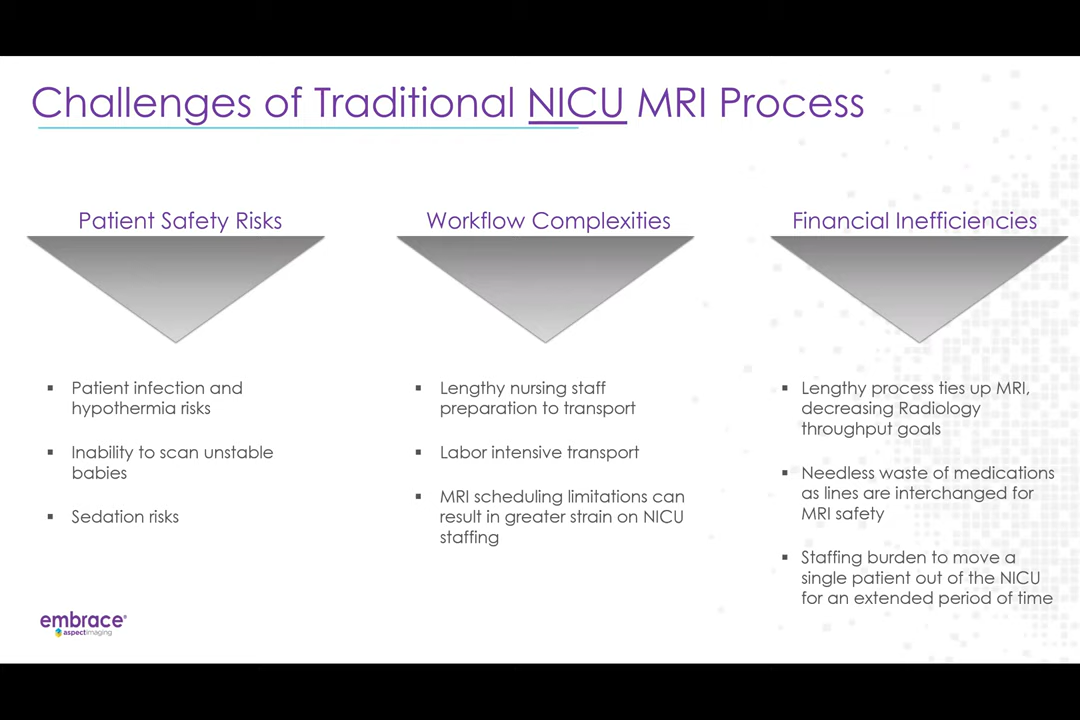 Challenges of Traditional NICU MRI Process
Patient Safety Risks
▪ Patient infection and
hypothermia risks
▪ Inability to scan unstable
babies
▪ Sedation risks
Workflow Complexities
▪ Lengthy nursing staff
preparation to transport
▪ Labor intensive transport
▪ MRI scheduling limitations can
result in greater strain on NICU
staffing
Financial Inefficiencies
▪ Lengthy process ties up MRI,
decreasing Radiology
throughput goals
▪ Needless waste of medications
as lines are interchanged for
MRI safety
▪ Staffing burden to move a
single patient out of the NICU
for an extended period of time
embrace®
aspectimaging